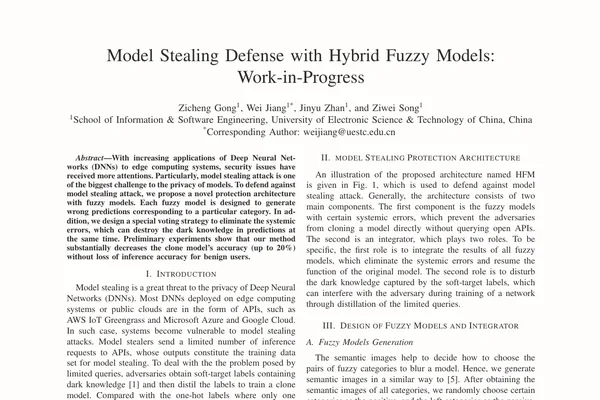 Model Stealing Defense with Hybrid Fuzzy Models:
Work-in-Progress
Zicheng Gong1, Wei Jiang1*, Jinyu Zhan1, and Ziwei Song1
1School of Information & Software Engineering, University of Electronic Science & Technology of China, China
*Corresponding Author: weijiang@uestc.edu.cn
Abstract—With increasing applications of Deep Neural Net-
works (DNNs) to edge computing systems, security issues have
received more attentions. Particularly, model stealing attack is one
of the biggest challenge to the privacy of models. To defend against
model stealing attack, we propose a novel protection architecture
with fuzzy models. Each fuzzy model is designed to generate
wrong predictions corresponding to a particular category. In ad-
dition, we design a special voting strategy to eliminate the systemic
errors, which can destroy the dark knowledge in predictions at
the same time. Preliminary experiments show that our method
substantially decreases the clone model's accuracy (up to 20%)
without loss of inference accuracy for benign users.
I. INTRODUCTION
Model stealing is a great threat to the privacy of Deep Neural
Networks (DNNs). Most DNNs deployed on edge computing
systems or public clouds are in the form of APIs, such as
AWS IoT Greengrass and Microsoft Azure and Google Cloud.
In such case, systems become vulnerable to model stealing
attacks. Model stealers send a limited number of inference
requests to APIs, whose outputs constitute the training data
set for model stealing. To deal with the the problem posed by
limited queries, adversaries obtain soft-target labels containing
dark knowledge [1] and then distil the labels to train a clone
model. Compared with the one-hot labels where only one
II. MODEL STEALING PROTECTION ARCHITECTURE
An illustration of the proposed architecture named HFM
is given in Fig. 1, which is used to defend against model
stealing attack. Generally, the architecture consists of two
main components. The first component is the fuzzy models
with certain systemic errors, which prevent the adversaries
from cloning a model directly without querying open APIs.
The second is an integrator, which plays two roles. To be
specific, the first role is to integrate the results of all fuzzy
models, which eliminate the systemic errors and resume the
function of the original model. The second role is to disturb
the dark knowledge captured by the soft-target labels, which
can interfere with the adversary during training of a network
through distillation of the limited queries.
III. DESIGN OF FUZZY MODELS AND INTEGRATOR
A. Fuzzy Models Generation
The semantic images help to decide how to choose the
pairs of fuzzy categories to blur a model. Hence, we generate
semantic images in a similar way to [5]. After obtaining the
semantic images of all categories, we randomly choose certain